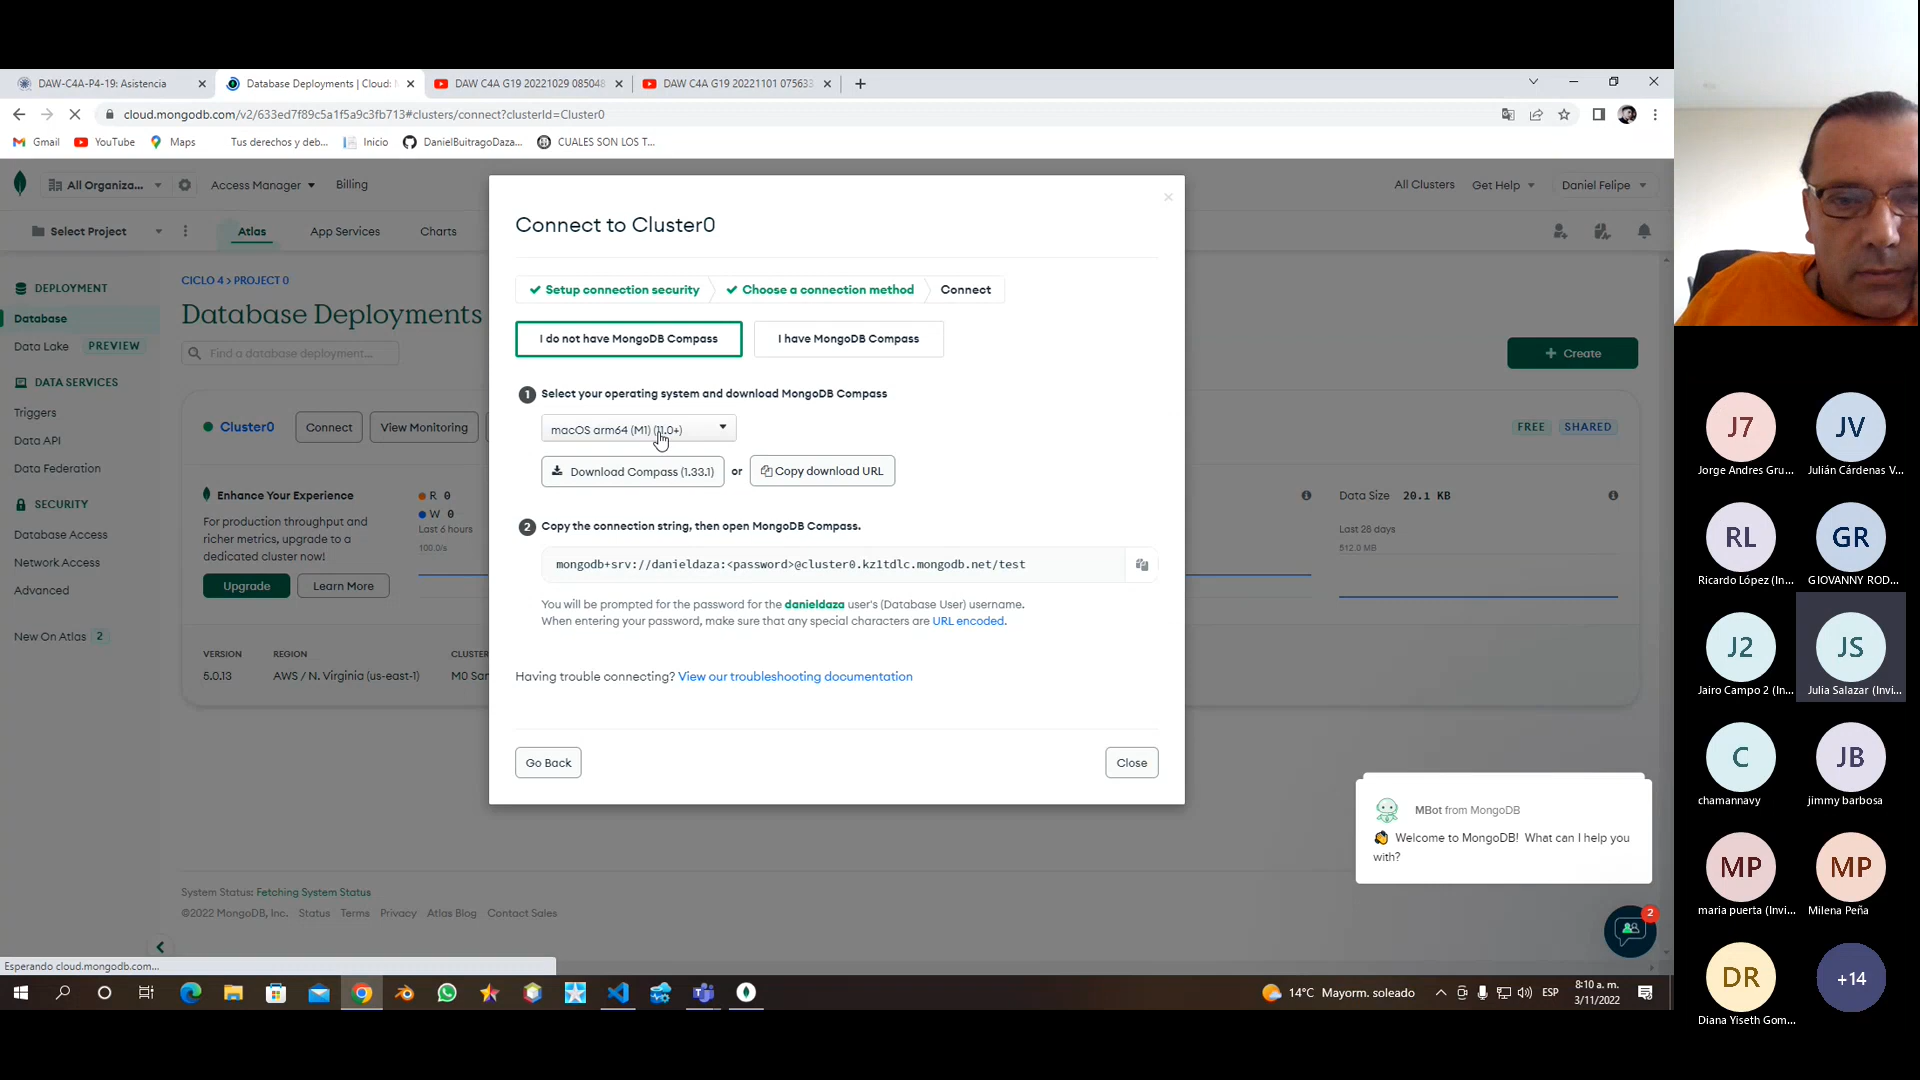 DAW-C4A-P4-19: Asistencia
Database Deployments | Cloud:
DAW C4A G19 20221029 085048
DAW C4A G19 20221101 075633
cloud.mongodb.com/v2/633ed7f89c5a1f5a9c3fb713#clusters/connect?clusterId=Cluster0
Gmail
YouTube
Maps
Tus derechos y deb...
Inicio
DanielBuitragoDaza...
CUALES SON LOS T...
All Organiza...
Access Manager
Billing
All Clusters
Get Help
Daniel Felipe
Select Project
Atlas
App Services
Charts
DEPLOYMENT
Database
Data Lake
PREVIEW
DATA SERVICES
Triggers
Data API
Data Federation
SECURITY
Database Access
Network Access
Advanced
New On Atlas 2
CICLO 4 > PROJECT 0
Database Deployments
Find a database deployment...
+ Create
Cluster0
Connect
View Monitoring
FREE
SHARED
Enhance Your Experience
For production throughput and
richer metrics, upgrade to a
dedicated cluster now!
Upgrade
Learn More
R 0
W 0
Last 6 hours
100.0/s
Data Size 20.1 KB
Last 28 days
512.0 MB
VERSION
5.0.13
REGION
AWS / N. Virginia (us-east-1)
CLUSTER
M0 San
Connect to Cluster0
Setup connection security
Choose a connection method
Connect
I do not have MongoDB Compass
I have MongoDB Compass
1 Select your operating system and download MongoDB Compass
macOS arm64 (M1) (11.0+)
Download Compass (1.33.1) or Copy download URL
2 Copy the connection string, then open MongoDB Compass.
mongodb+srv://danieldaza:<password>@cluster0.kz1tdlc.mongodb.net/test
You will be prompted for the password for the danieldaza user's (Database User) username.
When entering your password, make sure that any special characters are URL encoded.
Having trouble connecting? View our troubleshooting documentation
Go Back
Close
MBot from MongoDB
Welcome to MongoDB! What can I help you
with?
2
System Status: Fetching System Status
©2022 MongoDB, Inc. Status Terms Privacy Atlas Blog Contact Sales
Esperando cloud.mongodb.com...
14°C Mayorm. soleado
ESP
8:10 a. m.
3/11/2022
J7
Jorge Andres Gru...
JV
Julián Cárdenas V...
RL
Ricardo López (In...
GR
GIOVANNY ROD...
J2
Jairo Campo 2 (In...
JS
Julia Salazar (Invi...
C
chamannavy
JB
jimmy barbosa
MP
maria puerta (Invi...
MP
Milena Peña
DR
Diana Yiseth Gom...
+14